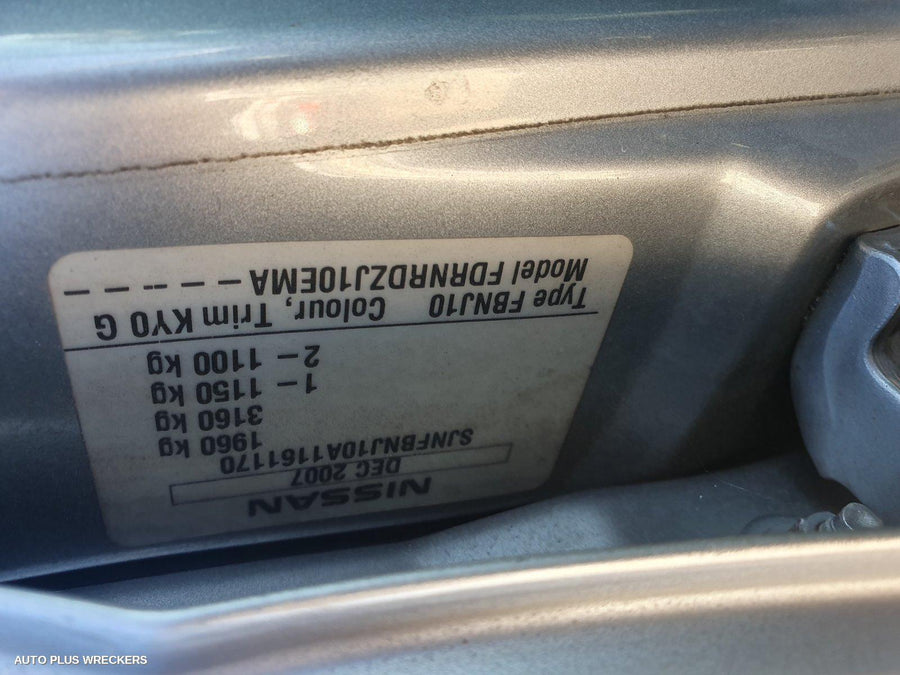 NISSAN
DEC 2007
SJNFBNJ10A1161170
1960 kg
3160 kg
1 – 1150 kg
2 – 1100 kg
Type FBNJ10 Colour, Trim KY0 G
Model FDRNRDZJ10EMA – – -- – –
AUTO PLUS WRECKERS